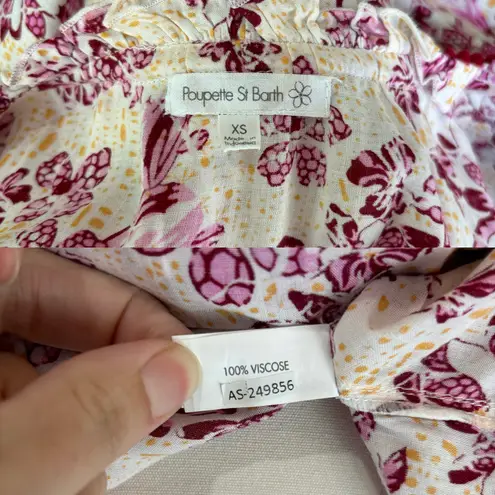 Poupette St Barth
XS
100% VISCOSE
AS-249856